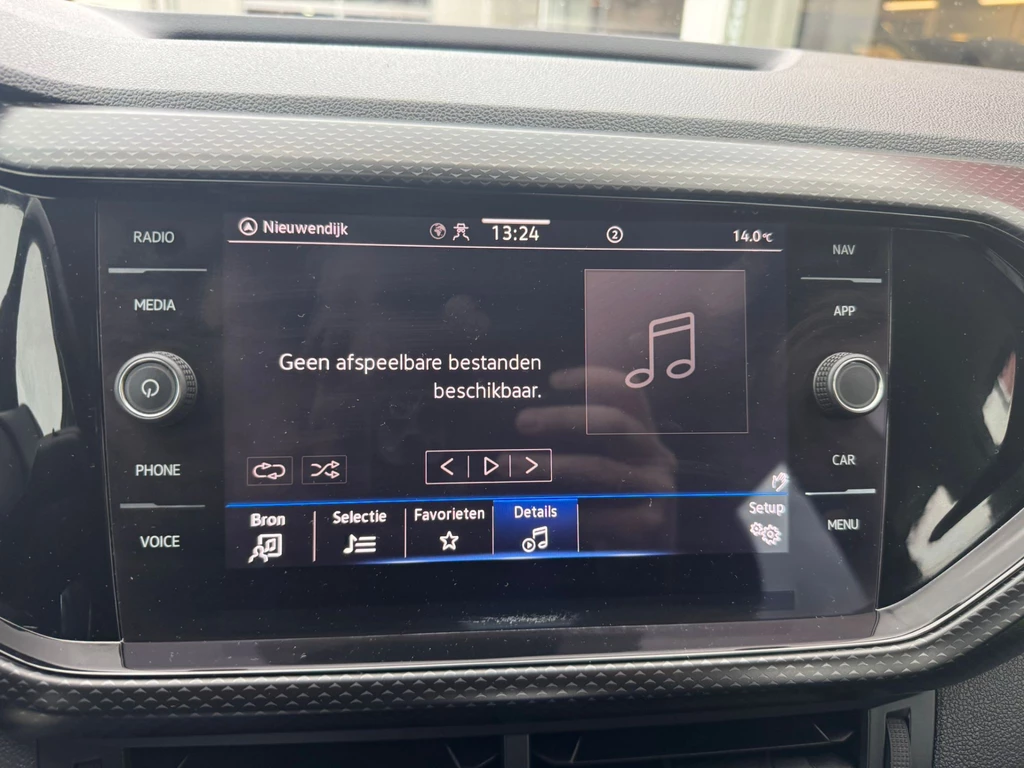 RADIO
MEDIA
PHONE
VOICE
Nieuwendijk
13:24
2
14.0°C
Geen afspeelbare bestanden
beschikbaar.
Bron
Selectie
Favorieten
Details
Setup
NAV
APP
CAR
MENU